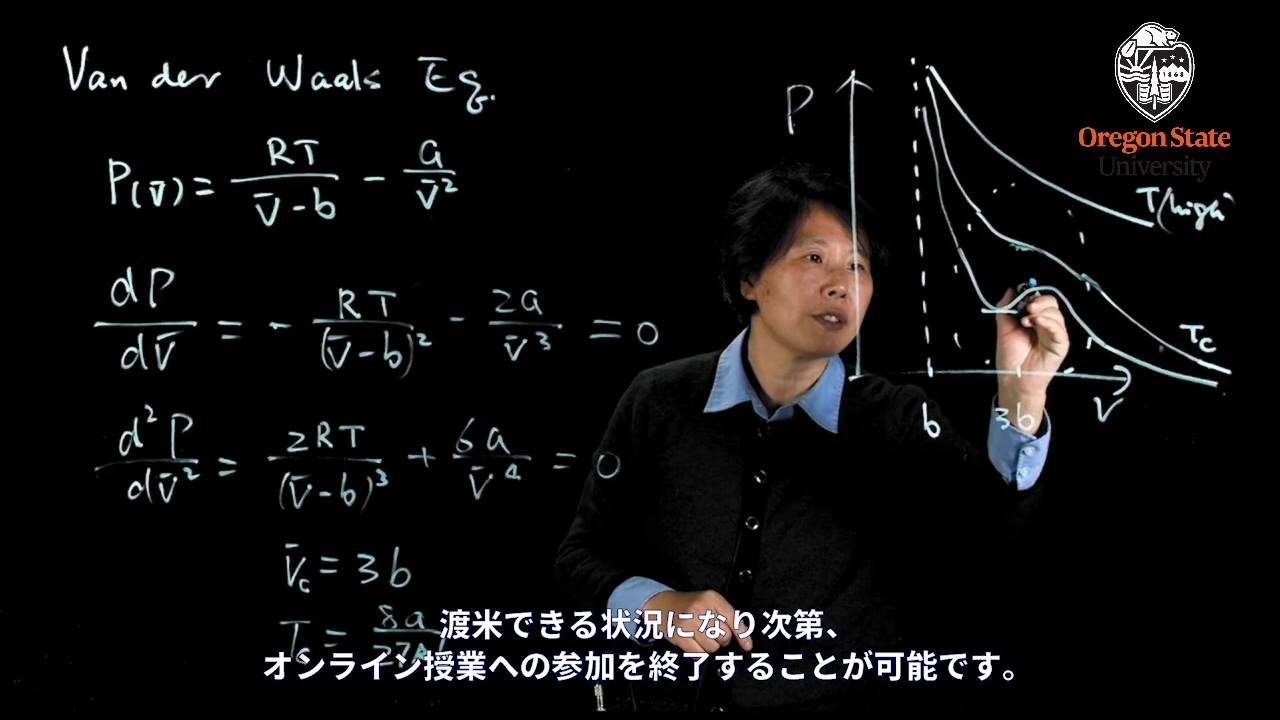 Van der Waals Eq.
P(v̄) = RT / (v̄ - b) - a / v̄²
dP / dv̄ = - RT / (v̄ - b)² - 2a / v̄³ = 0
d²P / dv̄² = 2RT / (v̄ - b)³ + 6a / v̄⁴ = 0
v̄c = 3b
Tc = 8a
P
T(high
Tc
b 3b V
Oregon State
University
渡米できる状況になり次第、
オンライン授業への参加を終了することが可能です。